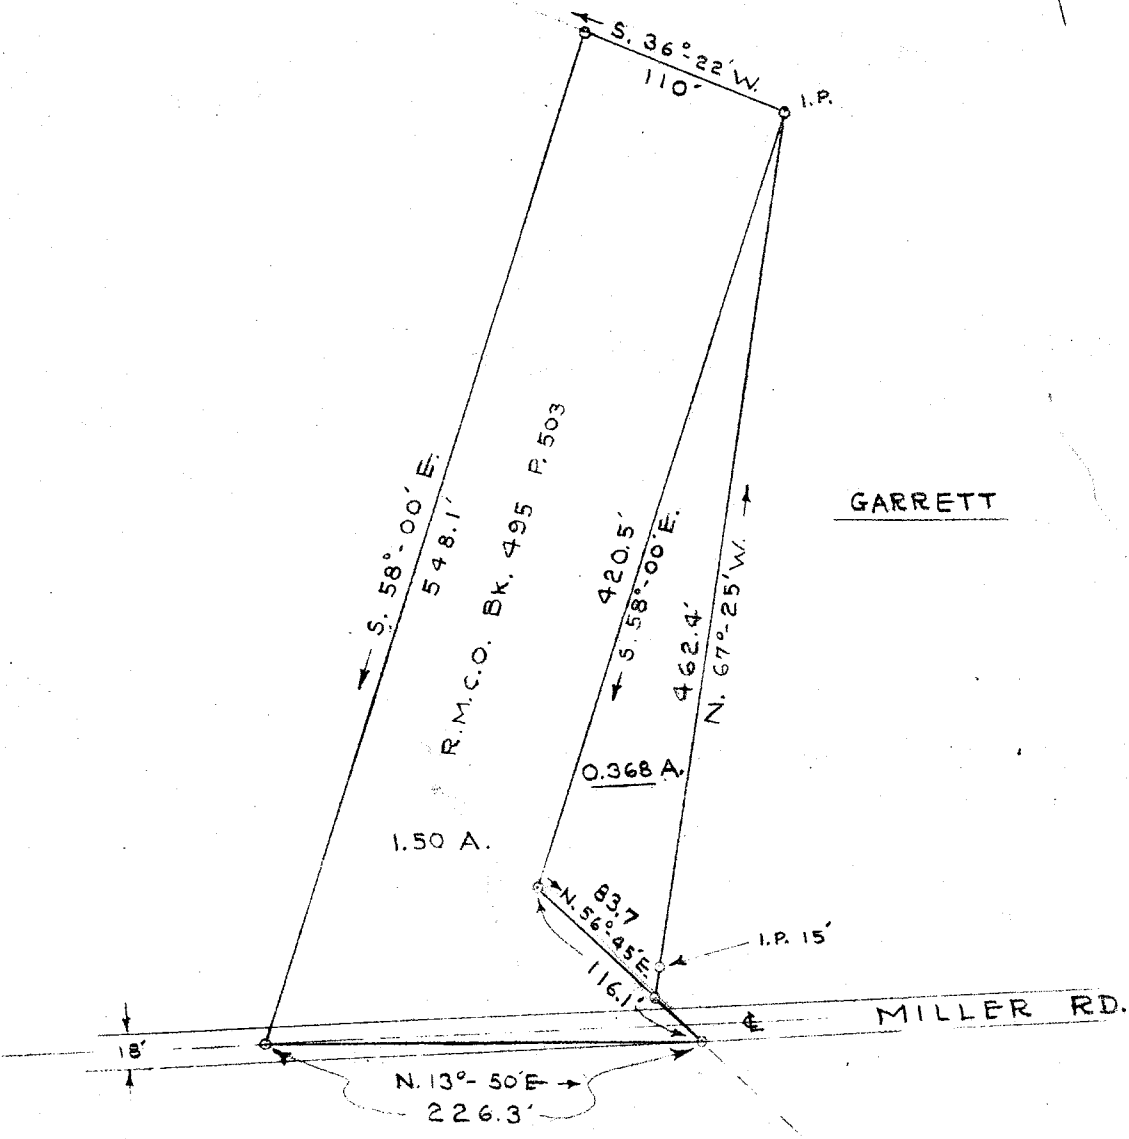 S. 36°-22' W.
110'
I.P.
S. 58°-00' E.
548.1'
R.M.C.O. Bk. 495 P. 503
420.5'
S. 58°-00' E.
462.4'
N. 67°-25' W.
GARRETT
0.368 A.
1.50 A.
83.7
N. 56°-45' E.
116.1'
I.P. 15'
℄
MILLER RD.
18'
N. 13°-50' E
226.3'